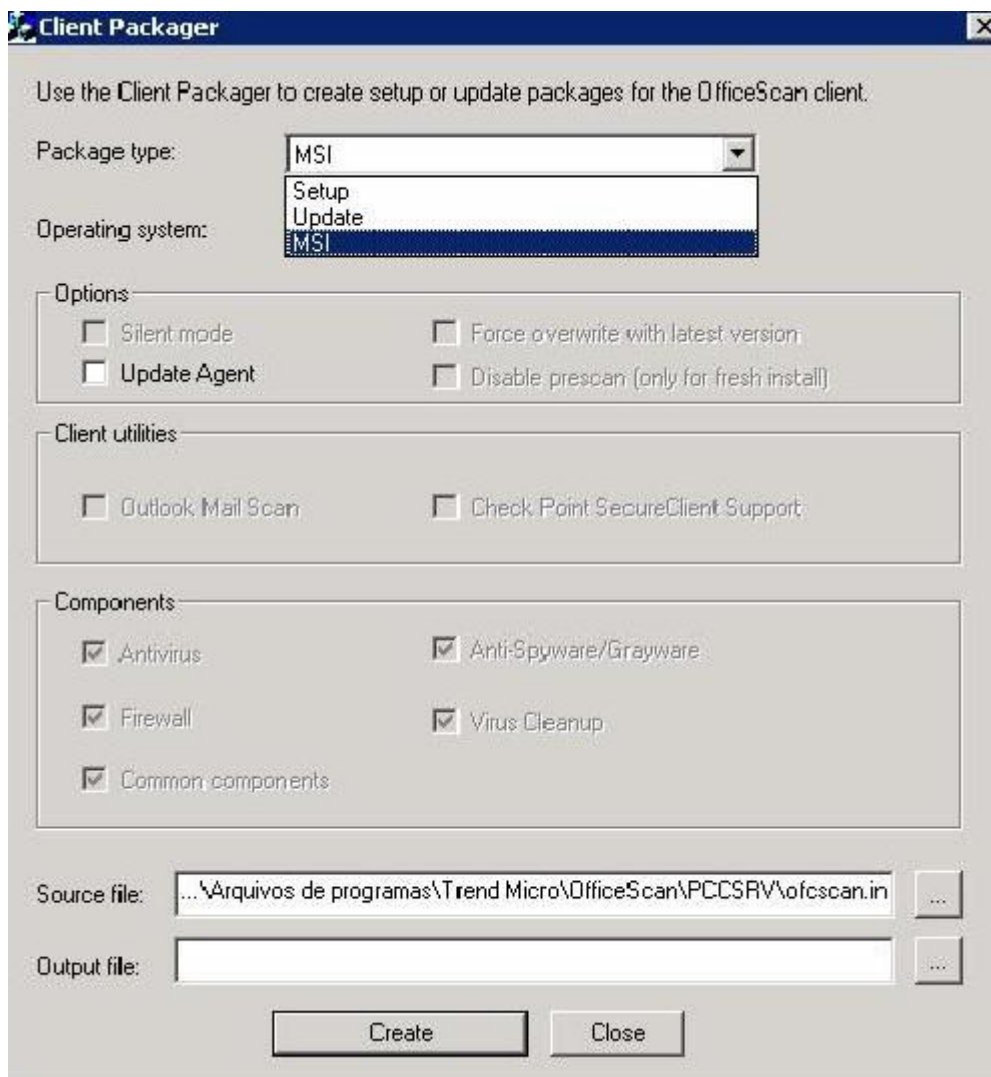 Client Packager
Use the Client Packager to create setup or update packages for the OfficeScan client.
Package type:
MSI
Setup
Update
Operating system:
MSI
Options
Silent mode
Force overwrite with latest version
Update Agent
Disable prescan (only for fresh install)
Client utilities
Outlook Mail Scan
Check Point SecureClient Support
Components
Antivirus
Anti-Spyware/Grayware
Firewall
Virus Cleanup
Common components
Source file:
...\Arquivos de programas\Trend Micro\OfficeScan\PCCSRV\ofcscan.in
...
Output file:
...
Create
Close